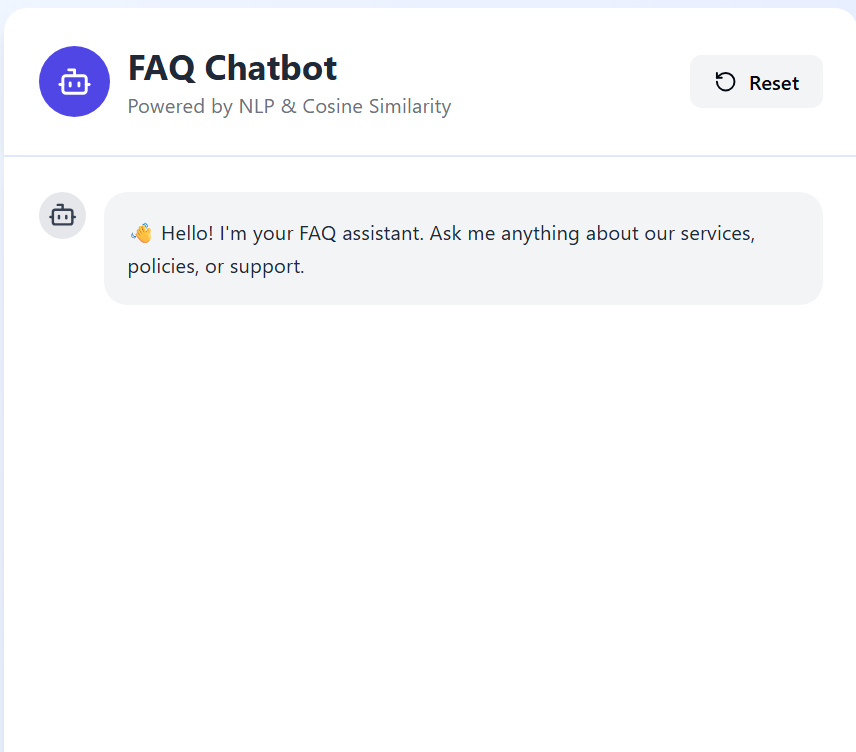 FAQ Chatbot
Powered by NLP & Cosine Similarity
Reset
👋 Hello! I'm your FAQ assistant. Ask me anything about our services,
policies, or support.